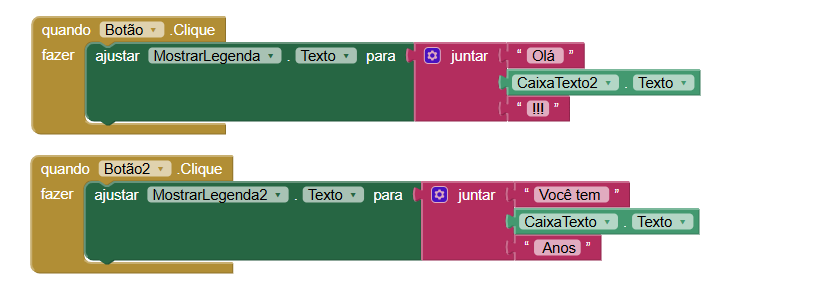 quando Botão .Clique
fazer ajustar MostrarLegenda . Texto para juntar “ Olá ”
CaixaTexto2 . Texto
“ !!! ”
quando Botão2 .Clique
fazer ajustar MostrarLegenda2 . Texto para juntar “ Você tem ”
CaixaTexto . Texto
“ Anos ”